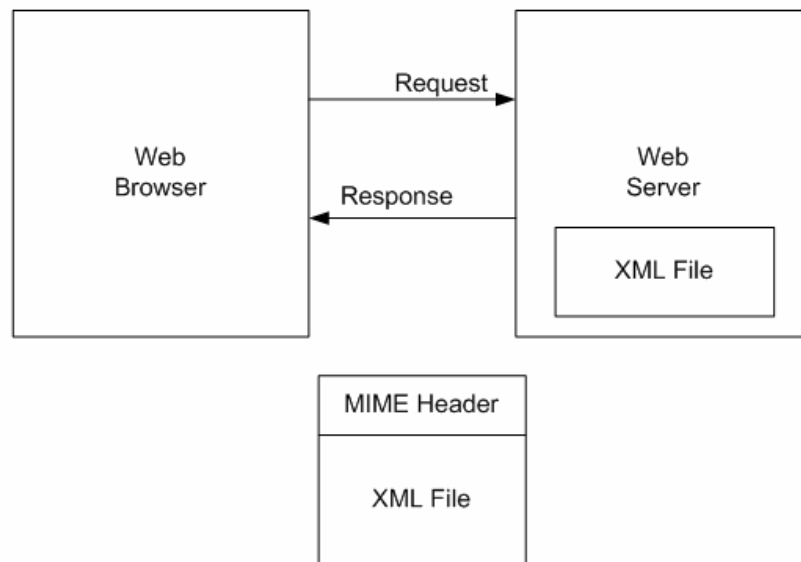 Web
Browser
Request
Response
Web
Server
XML File
MIME Header
XML File